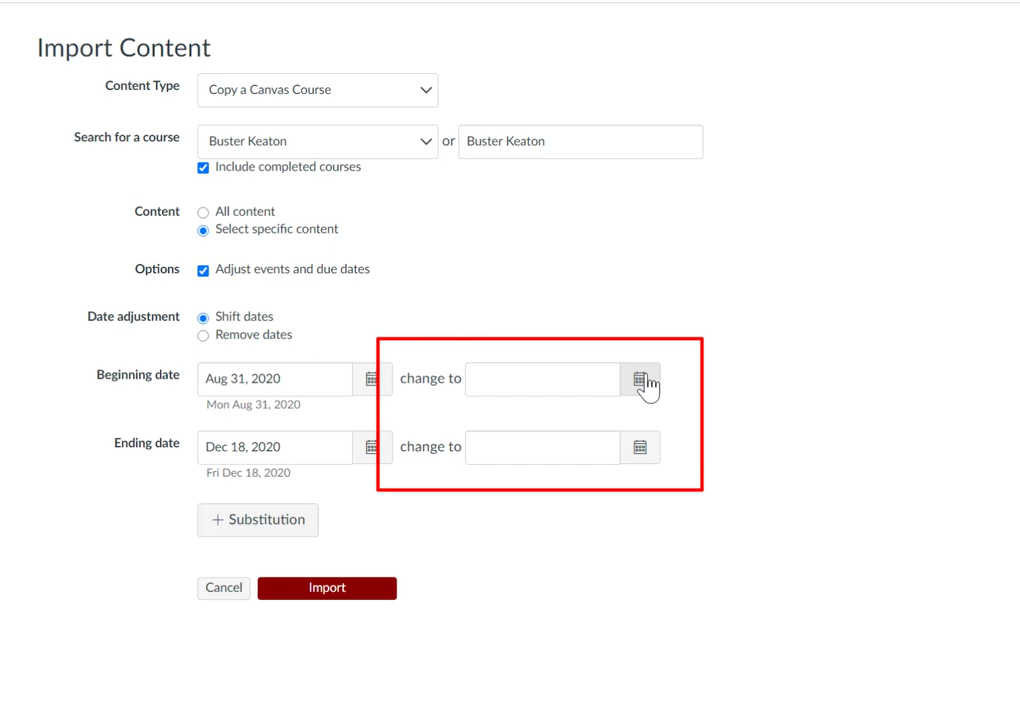 Import Content
Content Type Copy a Canvas Course
Search for a course Buster Keaton or Buster Keaton
Include completed courses
Content All content
Select specific content
Options Adjust events and due dates
Date adjustment Shift dates
Remove dates
Beginning date Aug 31, 2020 change to
Mon Aug 31, 2020
Ending date Dec 18, 2020 change to
Fri Dec 18, 2020
+ Substitution
Cancel Import